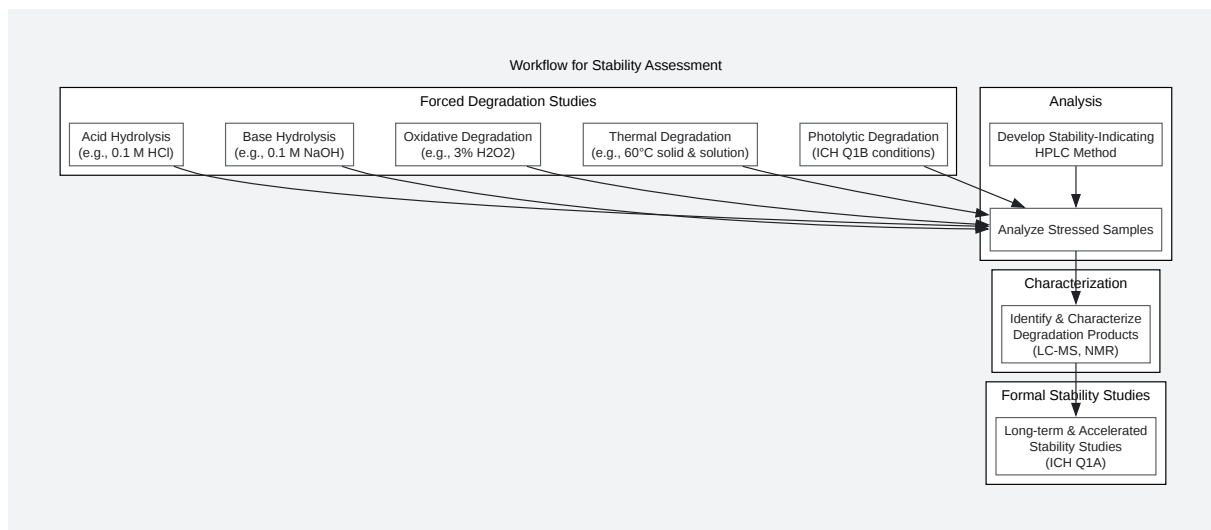 Workflow for Stability Assessment
Forced Degradation Studies
Acid Hydrolysis
(e.g., 0.1 M HCl)
Base Hydrolysis
(e.g., 0.1 M NaOH)
Oxidative Degradation
(e.g., 3% H2O2)
Thermal Degradation
(e.g., 60°C solid & solution)
Photolytic Degradation
(ICH Q1B conditions)
Analysis
Develop Stability-Indicating
HPLC Method
Analyze Stressed Samples
Characterization
Identify & Characterize
Degradation Products
(LC-MS, NMR)
Formal Stability Studies
Long-term & Accelerated
Stability Studies
(ICH Q1A)